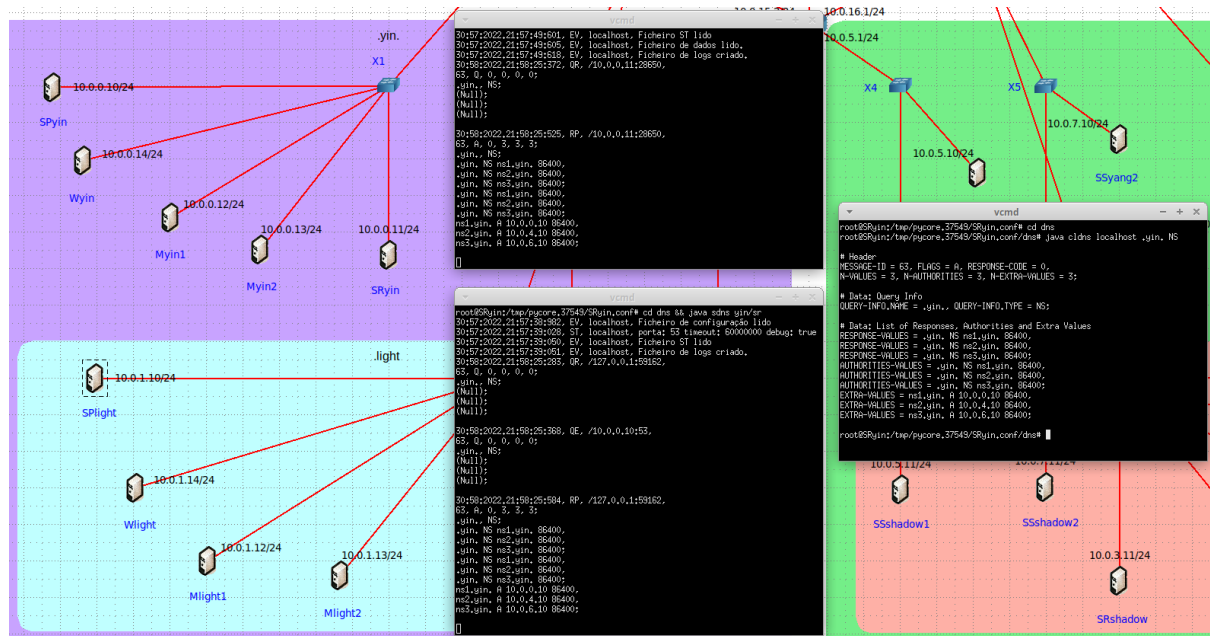 .yin.
X1
10.0.0.10/24
SPyin
10.0.0.14/24
Wyin
10.0.0.12/24
Myin1
10.0.0.13/24
Myin2
10.0.0.11/24
SRyin
vcmd
30:57:2022.21:57:49:601, EV, localhost, Ficheiro ST lido
30:57:2022.21:57:49:605, EV, localhost, Ficheiro de dados lido.
30:57:2022.21:57:49:618, EV, localhost, Ficheiro de logs criado.
30:58:2022.21:58:25:372, QR, /10.0.0.11:28650,
63, Q, 0, 0, 0, 0;
.yin., NS;
(Null);
(Null);
(Null);
30:58:2022.21:58:25:525, RP, /10.0.0.11:28650,
63, A, 0, 3, 3, 3;
.yin., NS;
.yin. NS ns1.yin. 86400,
.yin. NS ns2.yin. 86400,
.yin. NS ns3.yin. 86400;
.yin. NS ns1.yin. 86400,
.yin. NS ns2.yin. 86400,
.yin. NS ns3.yin. 86400;
ns1.yin. A 10.0.0.10 86400,
ns2.yin. A 10.0.4.10 86400,
ns3.yin. A 10.0.6.10 86400;
10.0.16.1/24
10.0.5.1/24
X4
X5
10.0.7.10/24
10.0.5.10/24
SSyang2
vcmd
root@SRyin:/tmp/pycore.37549/SRyin.conf# cd dns
root@SRyin:/tmp/pycore.37549/SRyin.conf/dns# java cldns localhost .yin. NS
# Header
MESSAGE-ID = 63, FLAGS = A, RESPONSE-CODE = 0,
N-VALUES = 3, N-AUTHORITIES = 3, N-EXTRA-VALUES = 3;
# Data: Query Info
QUERY-INFO.NAME = .yin., QUERY-INFO.TYPE = NS;
# Data: List of Responses, Authorities and Extra Values
RESPONSE-VALUES = .yin. NS ns1.yin. 86400,
RESPONSE-VALUES = .yin. NS ns2.yin. 86400,
RESPONSE-VALUES = .yin. NS ns3.yin. 86400;
AUTHORITIES-VALUES = .yin. NS ns1.yin. 86400,
AUTHORITIES-VALUES = .yin. NS ns2.yin. 86400,
AUTHORITIES-VALUES = .yin. NS ns3.yin. 86400;
EXTRA-VALUES = ns1.yin. A 10.0.0.10 86400,
EXTRA-VALUES = ns2.yin. A 10.0.4.10 86400,
EXTRA-VALUES = ns3.yin. A 10.0.6.10 86400;
root@SRyin:/tmp/pycore.37549/SRyin.conf/dns#
vcmd
root@SRyin:/tmp/pycore.37549/SRyin.conf# cd dns && java sdns yin/sr
30:57:2022.21:57:38:982, EV, localhost, Ficheiro de configuração lido
30:57:2022.21:57:39:028, ST, localhost, porta: 53 timeout: 60000000 debug: true
30:57:2022.21:57:39:050, EV, localhost, Ficheiro ST lido
30:57:2022.21:57:39:051, EV, localhost, Ficheiro de logs criado.
30:58:2022.21:58:25:283, QR, /127.0.0.1:59162,
63, Q, 0, 0, 0, 0;
.yin., NS;
(Null);
(Null);
(Null);
30:58:2022.21:58:25:368, QE, /10.0.0.10:53,
63, Q, 0, 0, 0, 0;
.yin., NS;
(Null);
(Null);
(Null);
30:58:2022.21:58:25:584, RP, /127.0.0.1:59162,
63, A, 0, 3, 3, 3;
.yin., NS;
.yin. NS ns1.yin. 86400,
.yin. NS ns2.yin. 86400,
.yin. NS ns3.yin. 86400;
.yin. NS ns1.yin. 86400,
.yin. NS ns2.yin. 86400,
.yin. NS ns3.yin. 86400;
ns1.yin. A 10.0.0.10 86400,
ns2.yin. A 10.0.4.10 86400,
ns3.yin. A 10.0.6.10 86400;
.light
10.0.1.10/24
SPlight
10.0.1.14/24
Wlight
10.0.1.12/24
Mlight1
10.0.1.13/24
Mlight2
10.0.5.11/24
SSshadow1
SSshadow2
10.0.3.11/24
SRshadow